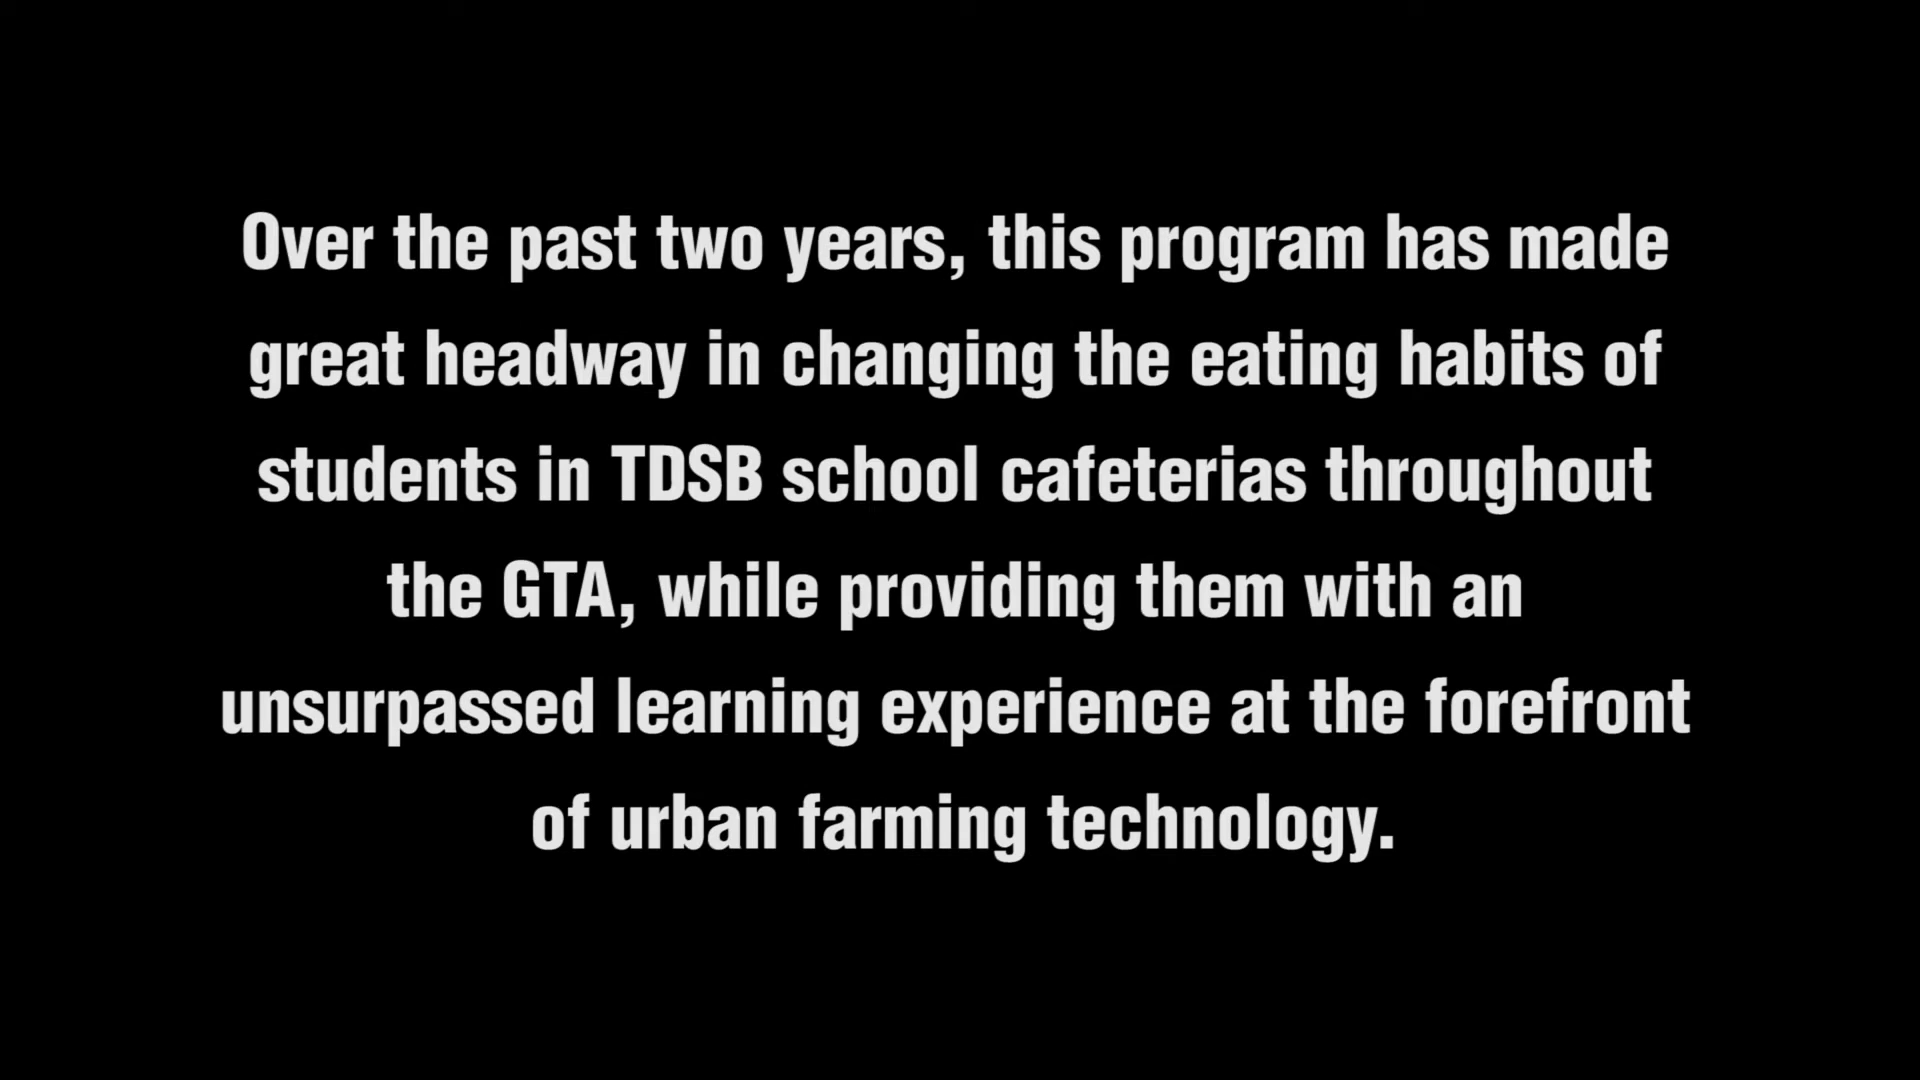 Over the past two years, this program has made
great headway in changing the eating habits of
students in TDSB school cafeterias throughout
the GTA, while providing them with an
unsurpassed learning experience at the forefront
of urban farming technology.